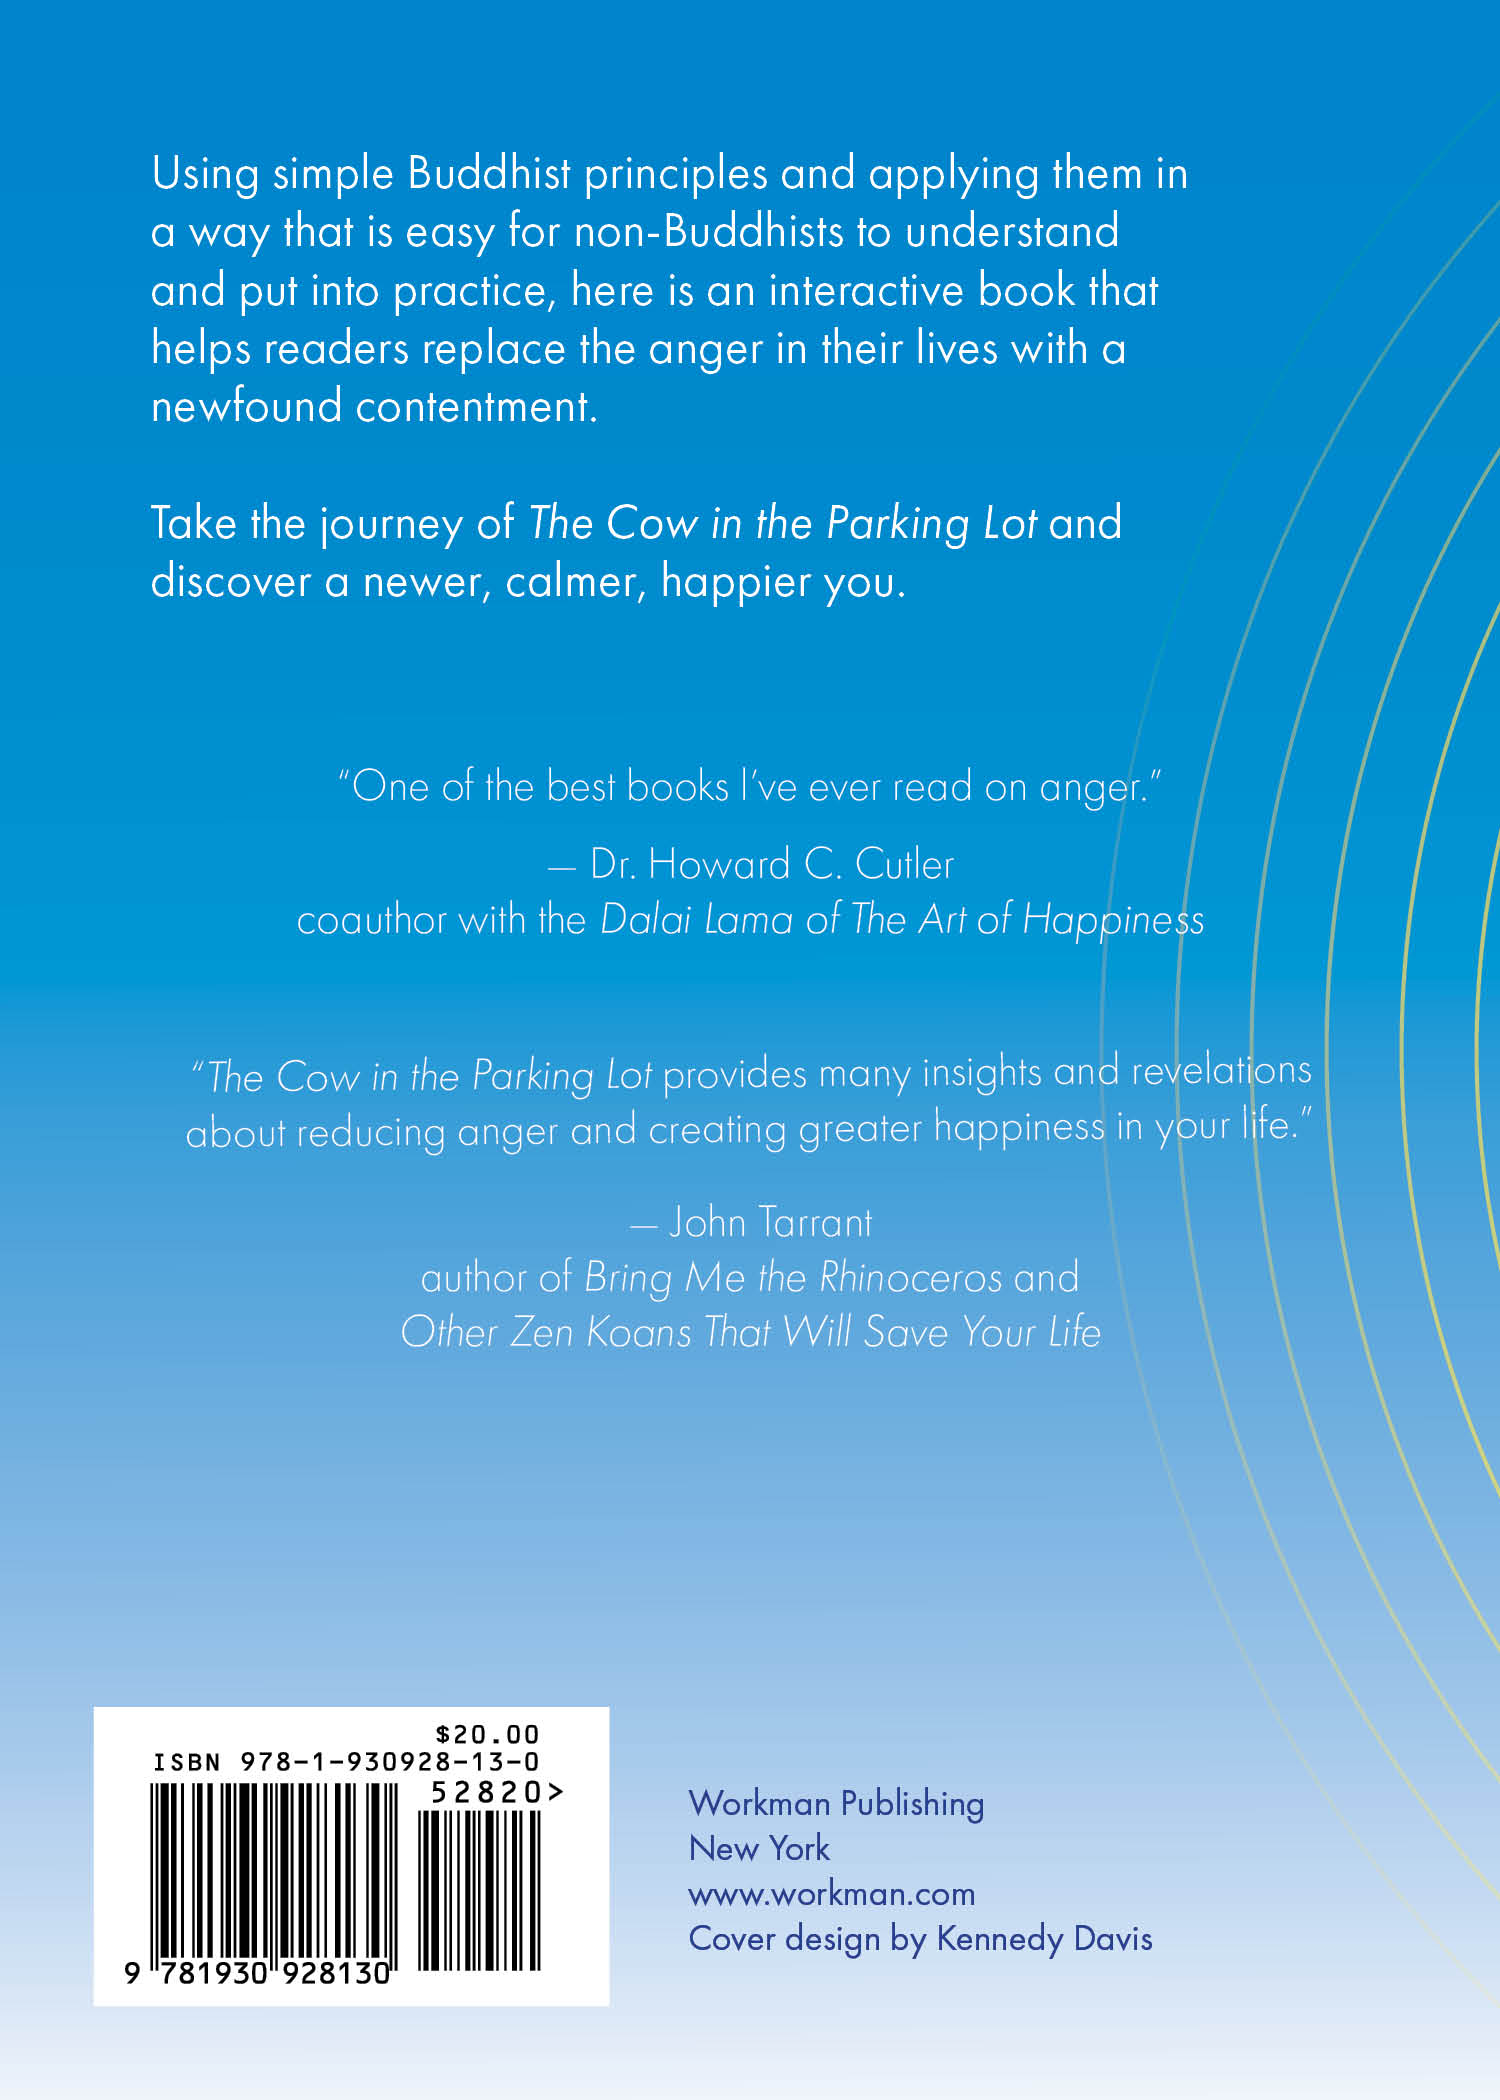 Using simple Buddhist principles and applying them in
a way that is easy for non-Buddhists to understand
and put into practice, here is an interactive book that
helps readers replace the anger in their lives with a
newfound contentment.
Take the journey of The Cow in the Parking Lot and
discover a newer, calmer, happier you.
“One of the best books I’ve ever read on anger.”
— Dr. Howard C. Cutler
coauthor with the Dalai Lama of The Art of Happiness
“The Cow in the Parking Lot provides many insights and revelations
about reducing anger and creating greater happiness in your life.”
— John Tarrant
author of Bring Me the Rhinoceros and
Other Zen Koans That Will Save Your Life
$20.00
ISBN 978-1-930928-13-0
52820>
9 781930 928130
Workman Publishing
New York
www.workman.com
Cover design by Kennedy Davis